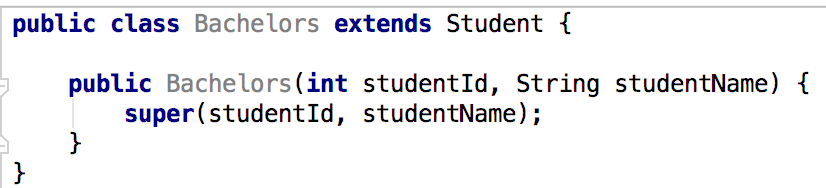 public class Bachelors extends Student {
public Bachelors(int studentId, String studentName) {
super(studentId, studentName);
}
}